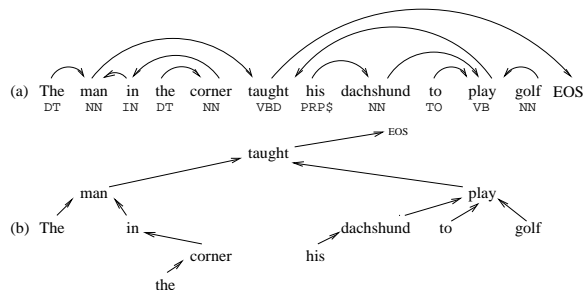 (a) The man in the corner taught his dachshund to play golf EOS
DT NN IN DT NN VBD PRP$ NN TO VB NN
EOS
taught
man play
(b) The in dachshund to golf
corner his
the